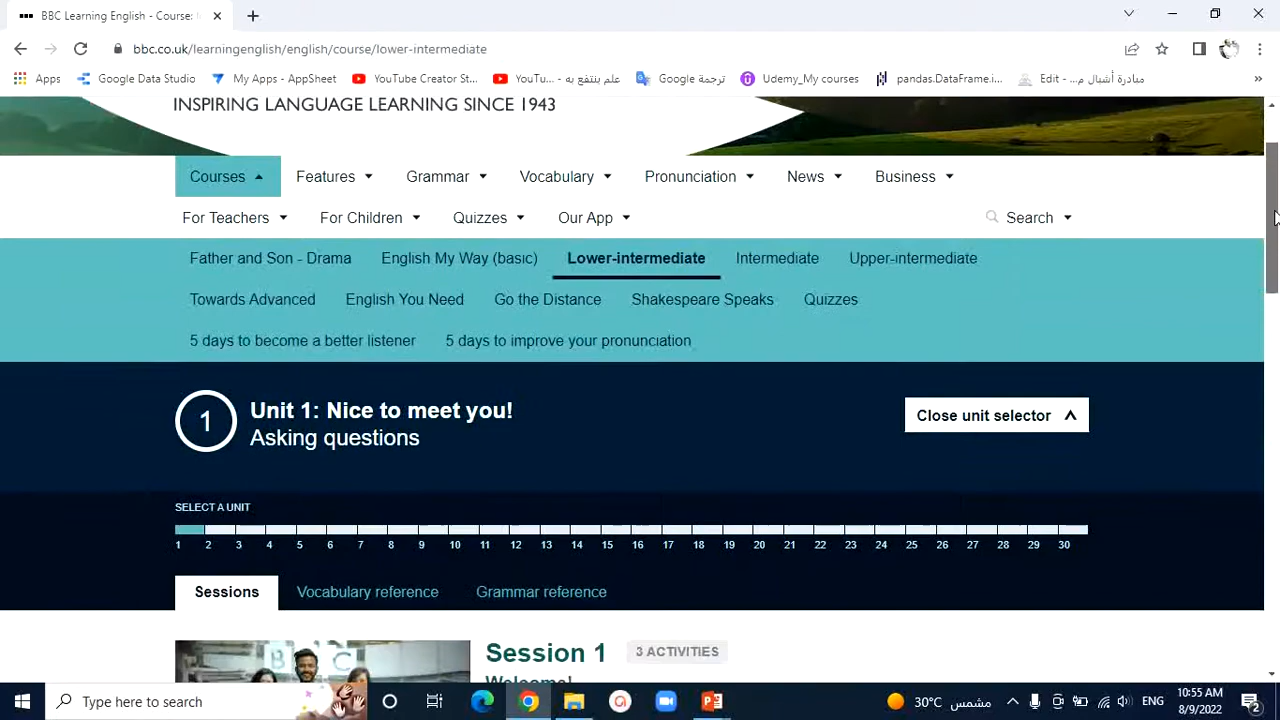 BBC Learning English - Course:
bbc.co.uk/learningenglish/english/course/lower-intermediate
Apps Google Data Studio My Apps - AppSheet YouTube Creator St... YouTu... - علم ينتفع به ترجمة Google Udemy_My courses pandas.DataFrame.i... Edit - ...مبادرة أشبال م »
INSPIRING LANGUAGE LEARNING SINCE 1943
Courses Features Grammar Vocabulary Pronunciation News Business
For Teachers For Children Quizzes Our App Search
Father and Son - Drama English My Way (basic) Lower-intermediate Intermediate Upper-intermediate
Towards Advanced English You Need Go the Distance Shakespeare Speaks Quizzes
5 days to become a better listener 5 days to improve your pronunciation
1 Unit 1: Nice to meet you!
Asking questions
Close unit selector
SELECT A UNIT
1 2 3 4 5 6 7 8 9 10 11 12 13 14 15 16 17 18 19 20 21 22 23 24 25 26 27 28 29 30
Sessions Vocabulary reference Grammar reference
B B C
Session 1 3 ACTIVITIES
Welcome!
Type here to search
30°C مشمس
ENG
10:55 AM
8/9/2022
2